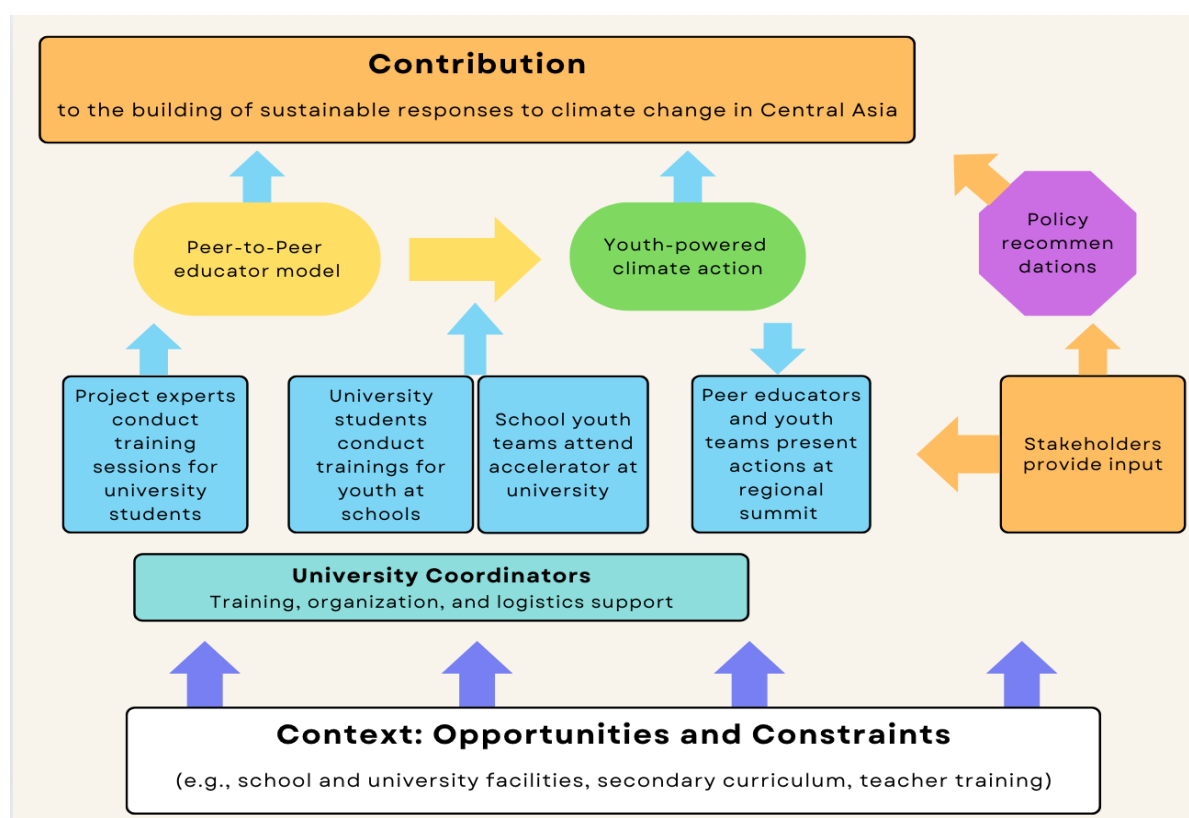 Contribution
to the building of sustainable responses to climate change in Central Asia
Peer-to-Peer
educator model
Youth-powered
climate action
Policy
recommen
dations
Project experts
conduct
training
sessions for
university
students
University
students
conduct
trainings for
youth at
schools
School youth
teams attend
accelerator at
university
Peer educators
and youth
teams present
actions at
regional
summit
Stakeholders
provide input
University Coordinators
Training, organization, and logistics support
Context: Opportunities and Constraints
(e.g., school and university facilities, secondary curriculum, teacher training)